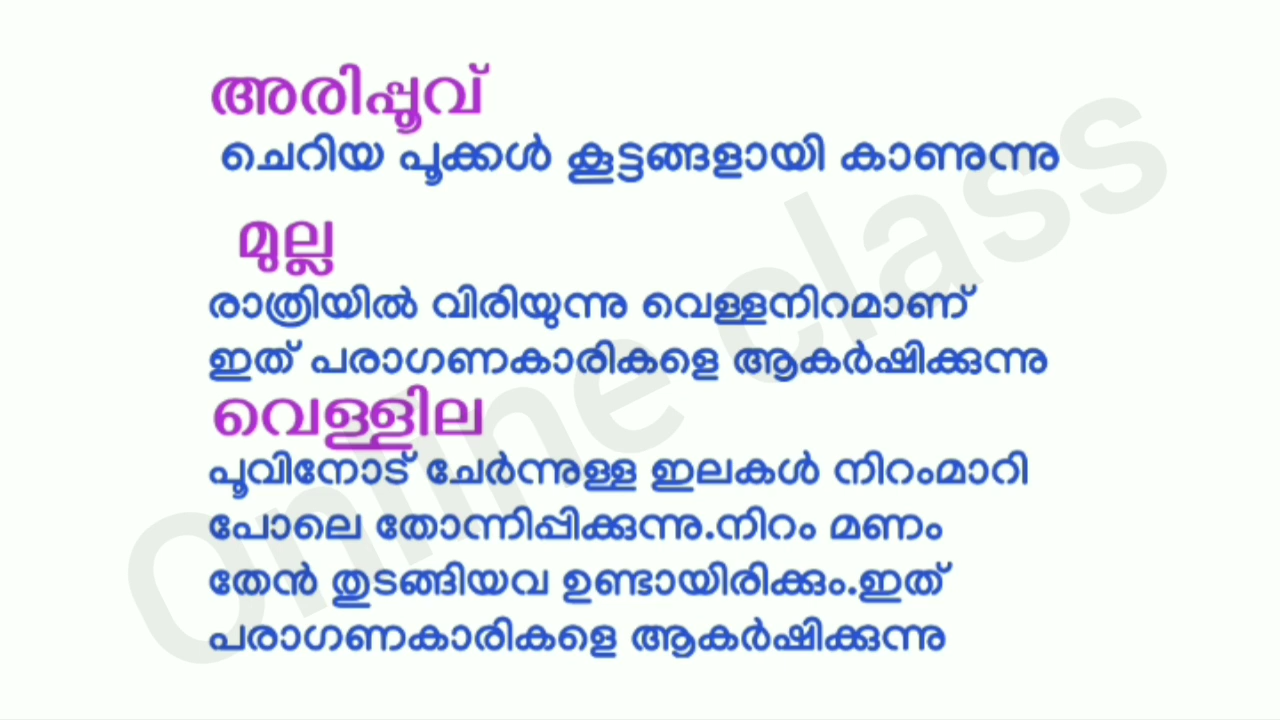 അരിപ്പൂവ്
ചെറിയ പൂക്കൾ കൂട്ടങ്ങളായി കാണുന്നു
മുല്ല
രാത്രിയിൽ വിരിയുന്നു വെള്ളനിറമാണ്
ഇത് പരാഗണകാരികളെ ആകർഷിക്കുന്നു
വെള്ളില
പൂവിനോട് ചേർന്നുള്ള ഇലകൾ നിറംമാറി
പോലെ തോന്നിപ്പിക്കുന്നു.നിറം മണം
തേൻ തുടങ്ങിയവ ഉണ്ടായിരിക്കും.ഇത്
പരാഗണകാരികളെ ആകർഷിക്കുന്നു
Online class